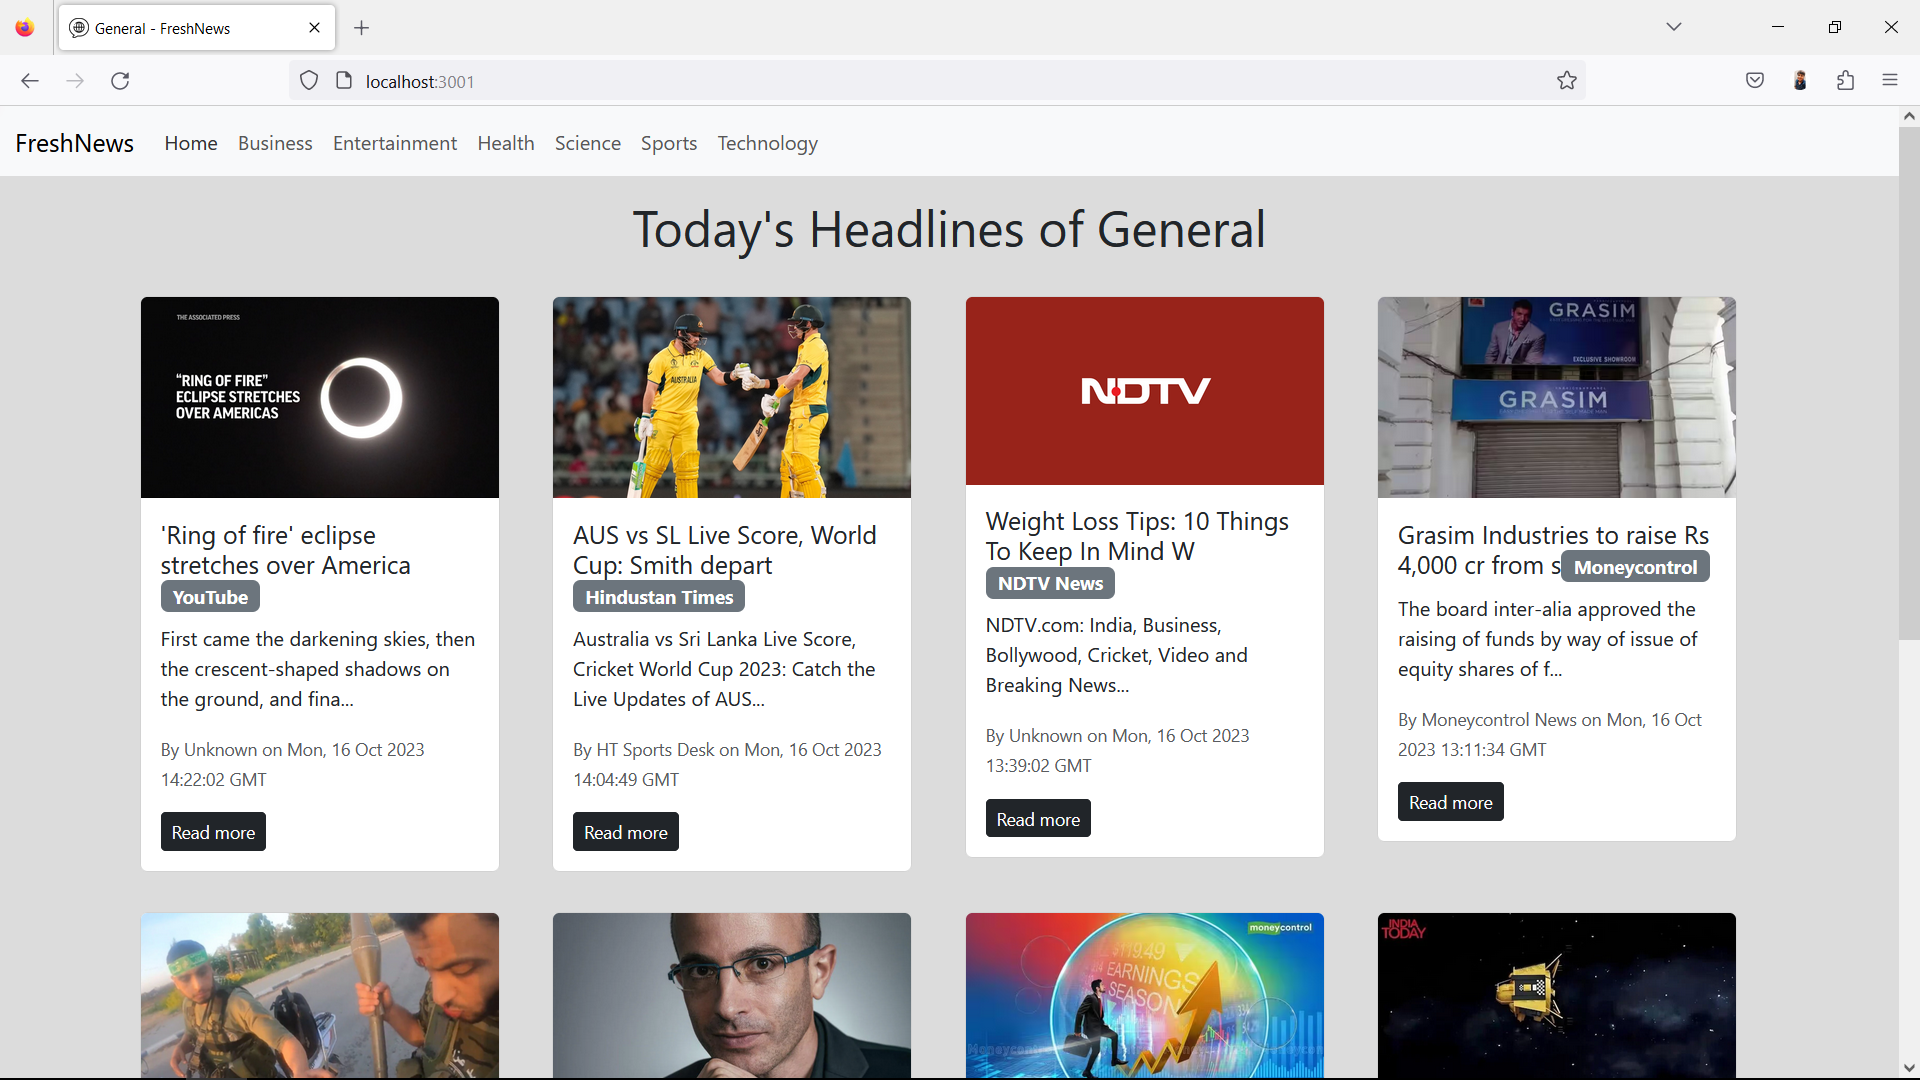 General - FreshNews
localhost:3001
FreshNews Home Business Entertainment Health Science Sports Technology
Today's Headlines of General
THE ASSOCIATED PRESS
“RING OF FIRE”
ECLIPSE STRETCHES
OVER AMERICAS
'Ring of fire' eclipse
stretches over America
YouTube
First came the darkening skies, then
the crescent-shaped shadows on
the ground, and fina...
By Unknown on Mon, 16 Oct 2023
14:22:02 GMT
Read more
AUSTRALIA
AUS vs SL Live Score, World
Cup: Smith depart
Hindustan Times
Australia vs Sri Lanka Live Score,
Cricket World Cup 2023: Catch the
Live Updates of AUS...
By HT Sports Desk on Mon, 16 Oct 2023
14:04:49 GMT
Read more
NDTV
Weight Loss Tips: 10 Things
To Keep In Mind W
NDTV News
NDTV.com: India, Business,
Bollywood, Cricket, Video and
Breaking News...
By Unknown on Mon, 16 Oct 2023
13:39:02 GMT
Read more
GRASIM
EXCLUSIVE SHOWROOM
GRASIM
Grasim Industries to raise Rs
4,000 cr from s Moneycontrol
The board inter-alia approved the
raising of funds by way of issue of
equity shares of f...
By Moneycontrol News on Mon, 16 Oct
2023 13:11:34 GMT
Read more
moneycontrol
$119.49
EARNINGS
SEASON
INDIA
TODAY